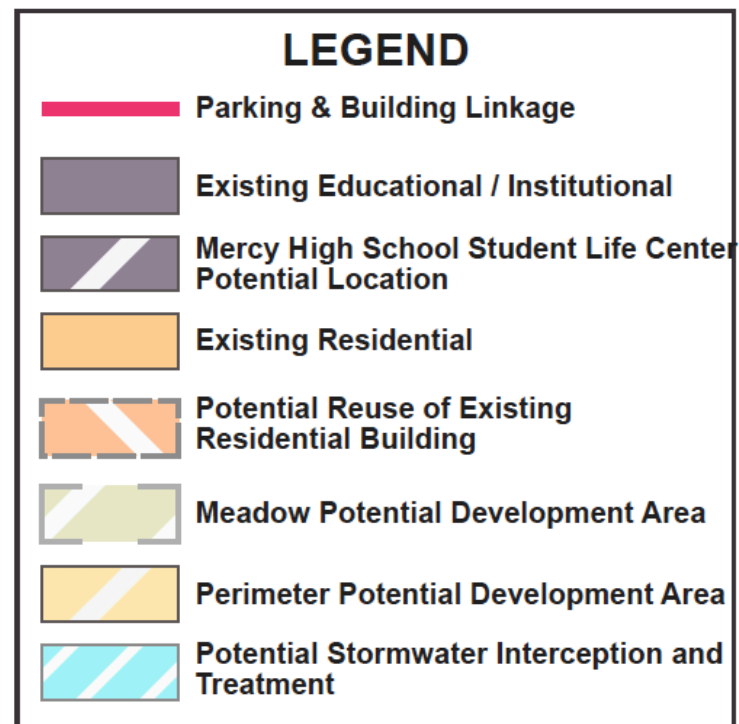 LEGEND
Parking & Building Linkage
Existing Educational / Institutional
Mercy High School Student Life Center
Potential Location
Existing Residential
Potential Reuse of Existing
Residential Building
Meadow Potential Development Area
Perimeter Potential Development Area
Potential Stormwater Interception and
Treatment